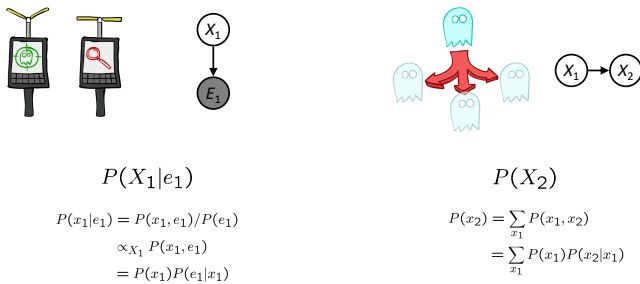 X₁
E₁
X₁ X₂
P(X₁|e₁)
P(x₁|e₁) = P(x₁, e₁)/P(e₁)
∝_{X₁} P(x₁, e₁)
= P(x₁)P(e₁|x₁)
P(X₂)
P(x₂) = ∑_{x₁} P(x₁, x₂)
= ∑_{x₁} P(x₁)P(x₂|x₁)